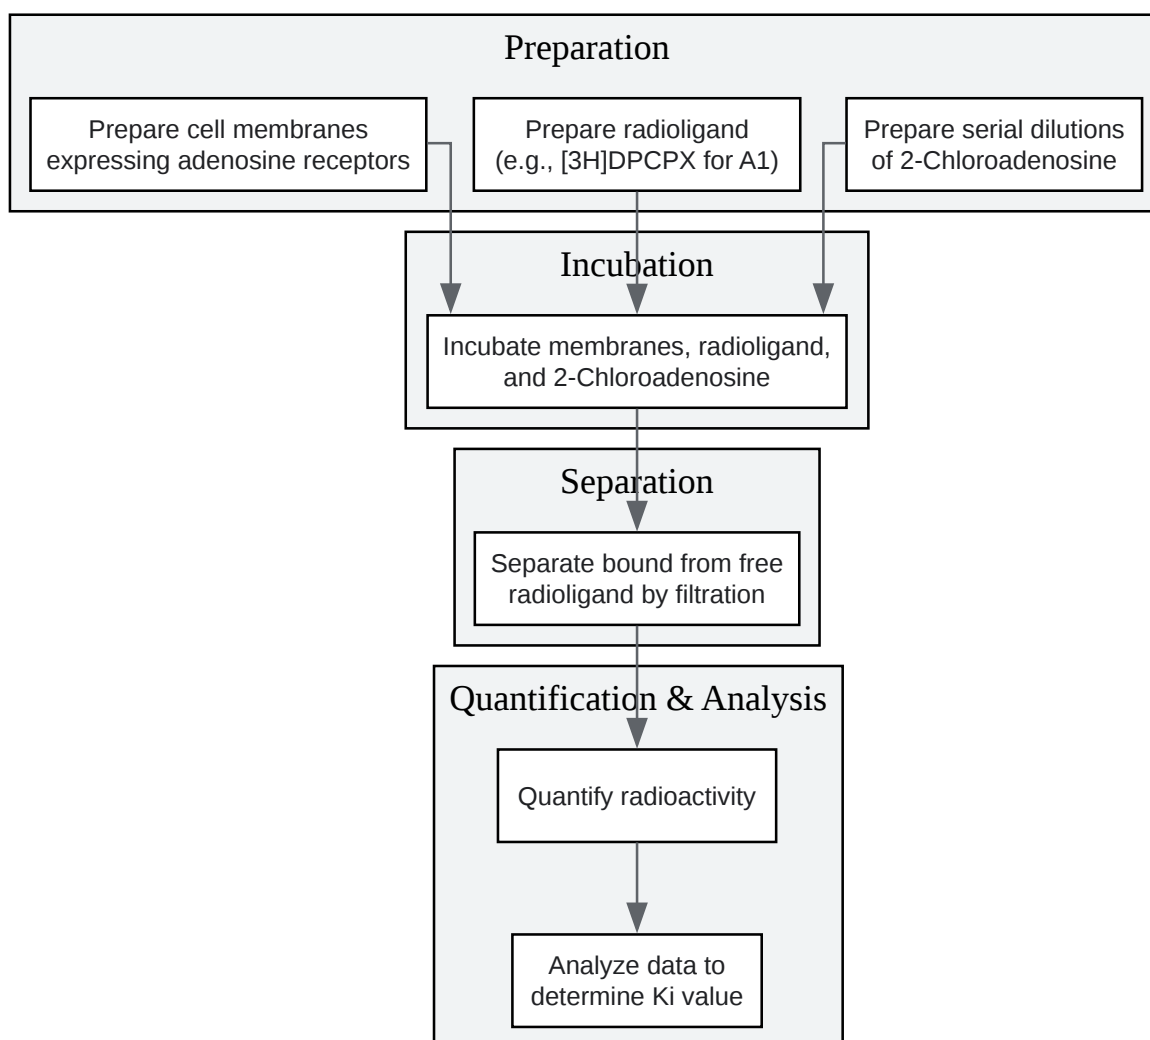 Preparation
Prepare cell membranes
expressing adenosine receptors
Prepare radioligand
(e.g., [3H]DPCPX for A1)
Prepare serial dilutions
of 2-Chloroadenosine
Incubation
Incubate membranes, radioligand,
and 2-Chloroadenosine
Separation
Separate bound from free
radioligand by filtration
Quantification & Analysis
Quantify radioactivity
Analyze data to
determine Ki value